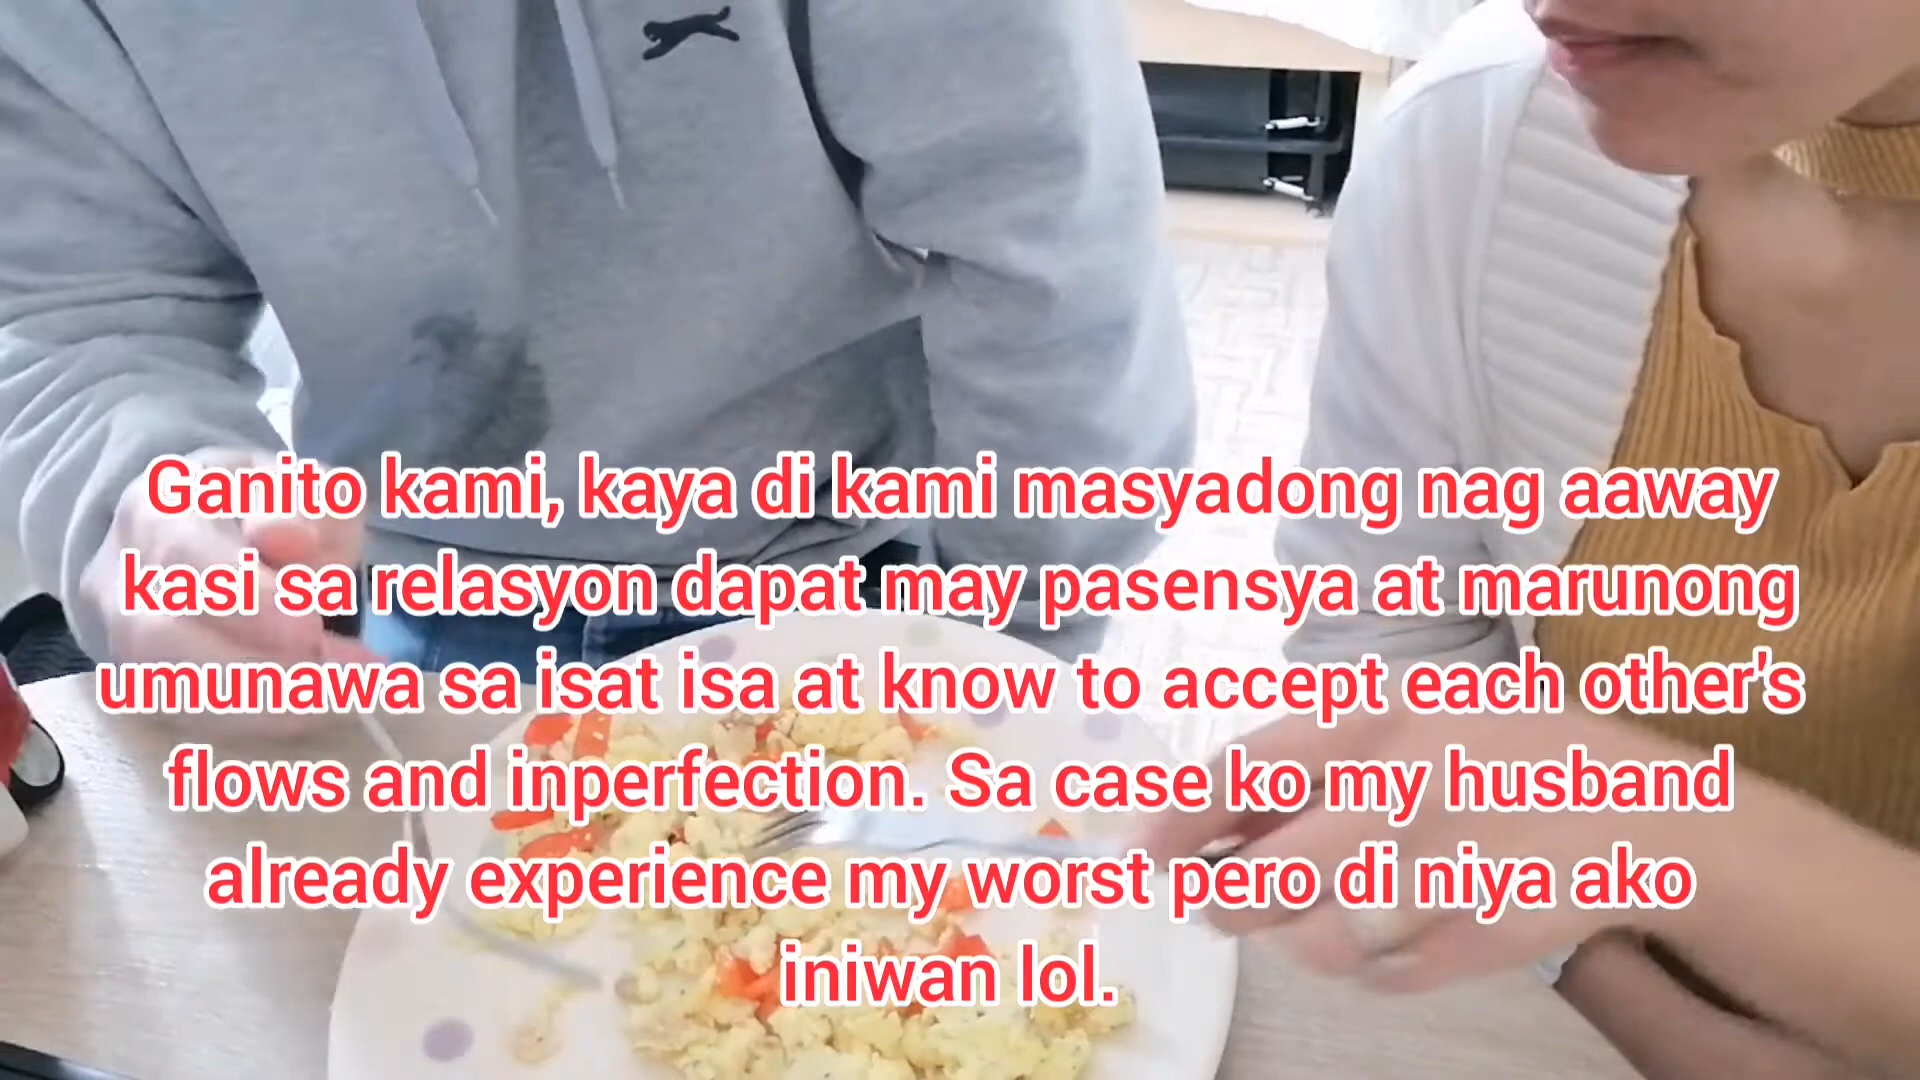 Ganito kami, kaya di kami masyadong nag aaway
kasi sa relasyon dapat may pasensya at marunong
umunawa sa isat isa at know to accept each other's
flows and inperfection. Sa case ko my husband
already experience my worst pero di niya ako
iniwan lol.